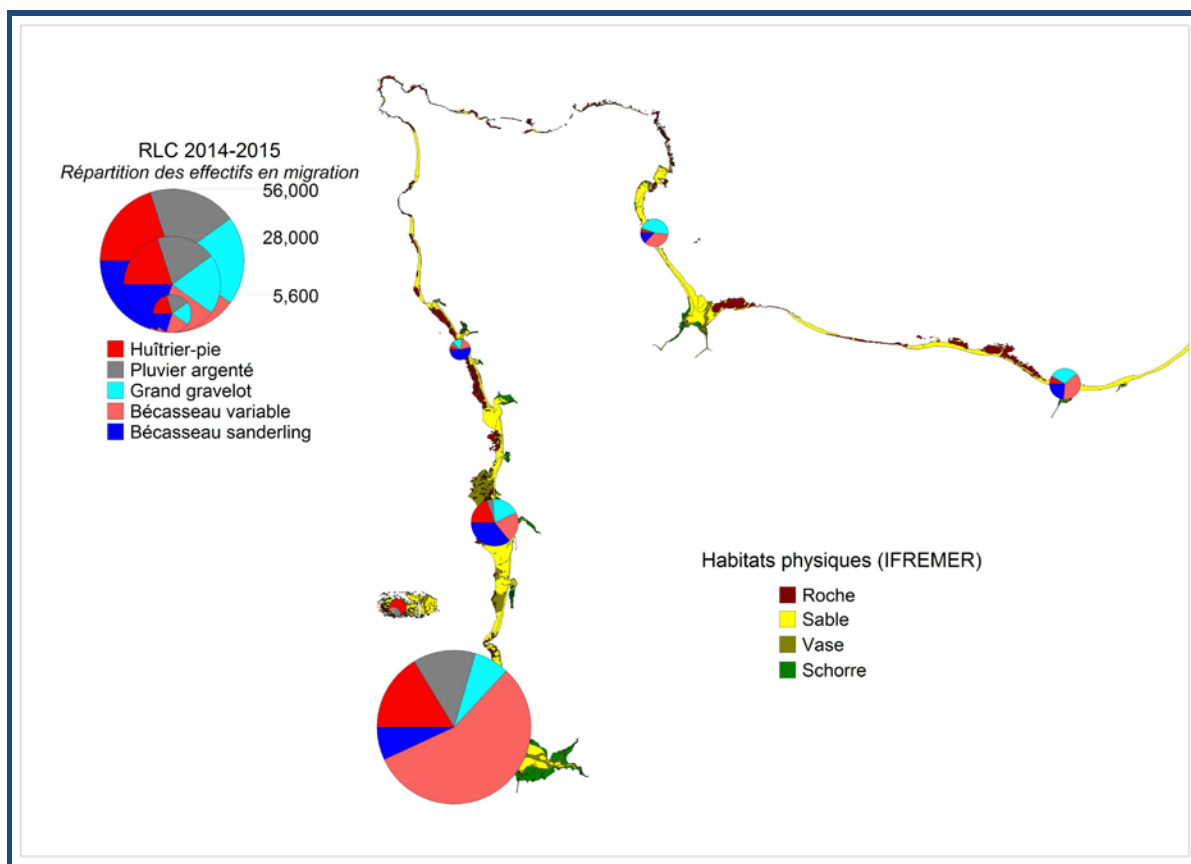 RLC 2014-2015
Répartition des effectifs en migration
56,000
28,000
5,600
Huîtrier-pie
Pluvier argenté
Grand gravelot
Bécasseau variable
Bécasseau sanderling
Habitats physiques (IFREMER)
Roche
Sable
Vase
Schorre